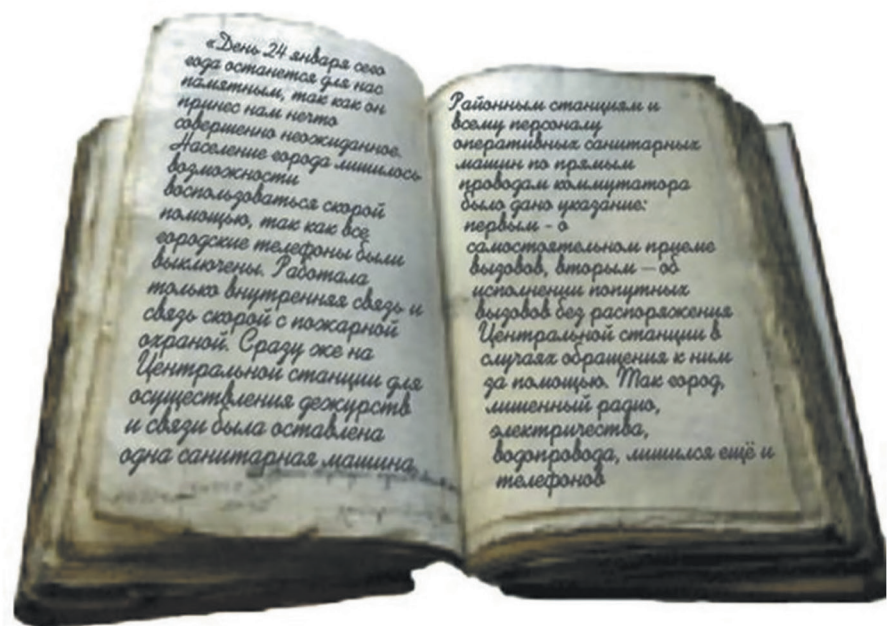 «День 24 января сего
года останется для нас
памятным, так как он
принес нам нечто
совершенно неожиданное.
Население города лишилось
возможности
воспользоваться скорой
помощью, так как все
городские телефоны были
выключены. Работала
только внутренняя связь и
связь скорой с пожарной
охраной. Сразу же на
Центральной станции для
осуществления дежурств
и связи была оставлена
одна санитарная машина
Районным станциям и
всему персоналу
оперативных санитарных
машин по прямым
проводам коммутатора
было дано указание:
первым - о
самостоятельном приеме
вызовов, вторым – об
исполнении попутных
вызовов без распоряжения
Центральной станции в
случаях обращения к ним
за помощью. Так город,
лишенный радио,
электричества,
водопровода, лишился ещё и
телефонов